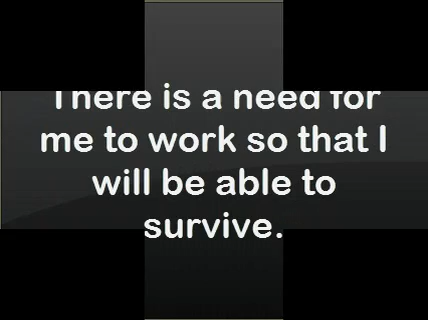 There is a need for
me to work so that I
will be able to
survive.